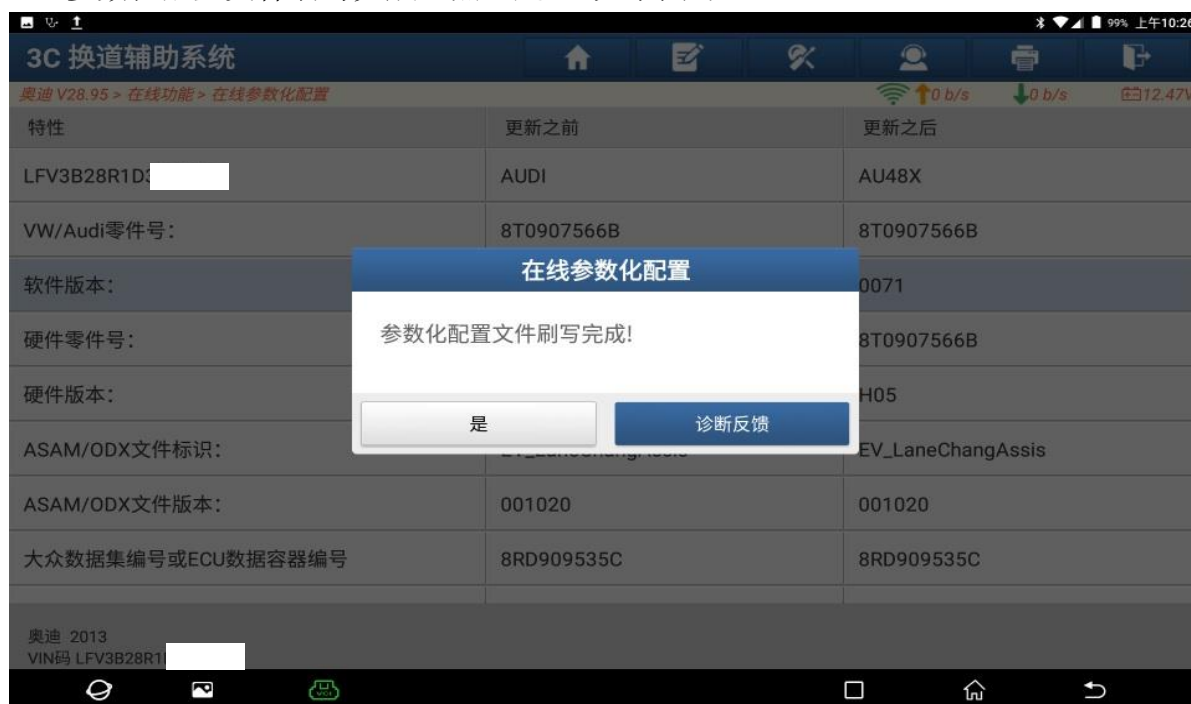 99% 上午10:26
3C 换道辅助系统
奥迪 V28.95 > 在线功能 > 在线参数化配置
0 b/s 0 b/s 12.47V
特性 更新之前 更新之后
LFV3B28R1D AUDI AU48X
VW/Audi零件号： 8T0907566B 8T0907566B
在线参数化配置
软件版本： 0071
参数化配置文件刷写完成!
硬件零件号： 8T0907566B
硬件版本： H05
是 诊断反馈
ASAM/ODX文件标识： EV_LaneChangAssis
ASAM/ODX文件版本： 001020 001020
大众数据集编号或ECU数据容器编号 8RD909535C 8RD909535C
奥迪 2013
VIN码 LFV3B28R1
VCI